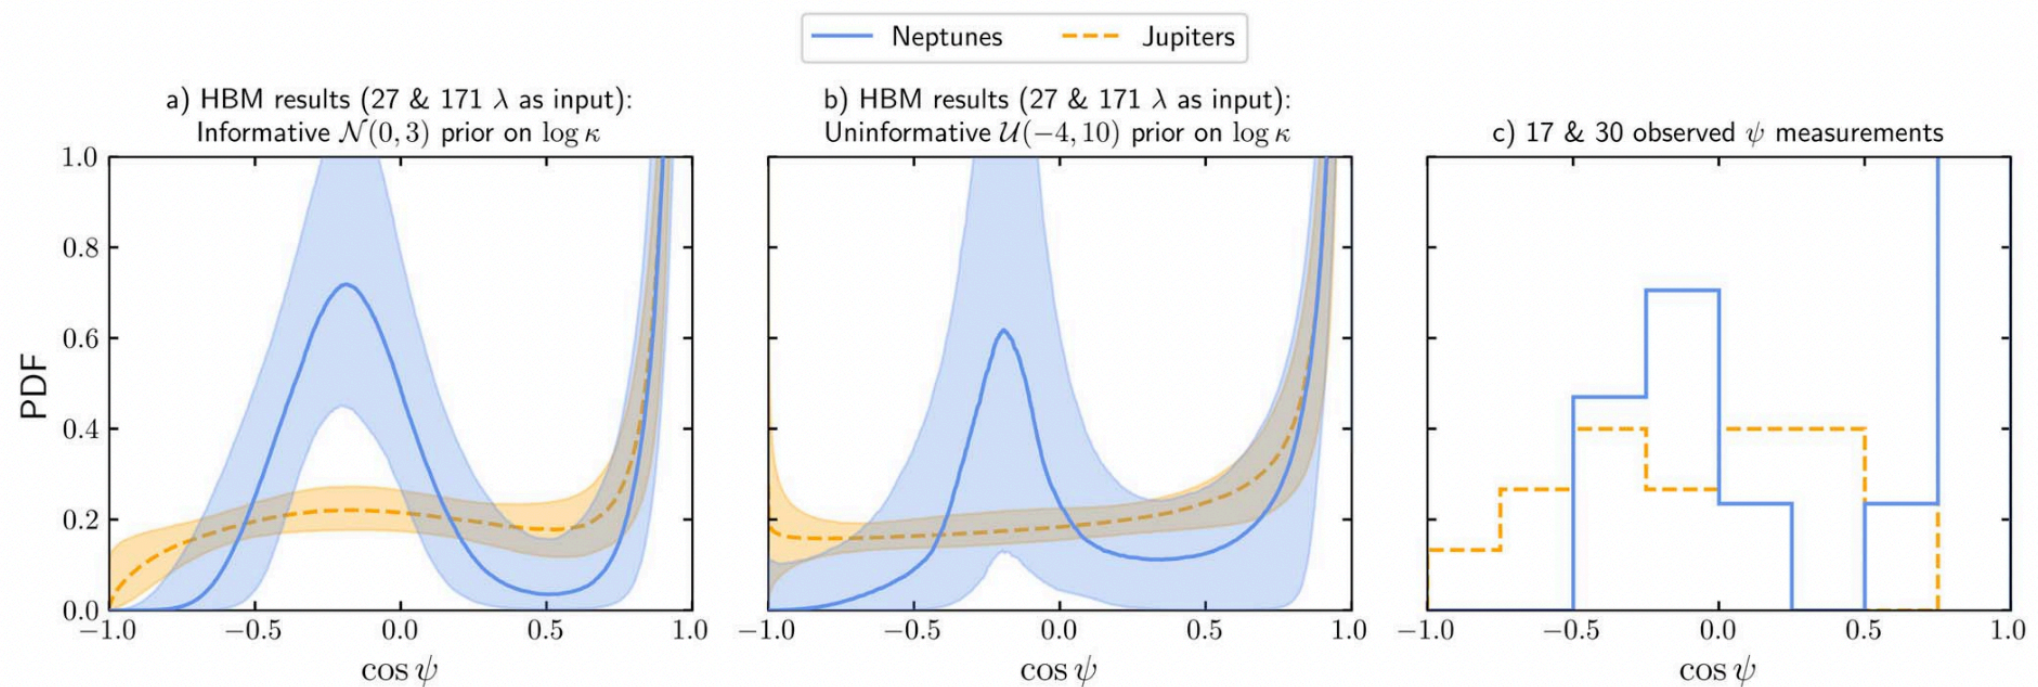 Neptunes Jupiters
a) HBM results (27 & 171 λ as input):
Informative 𝒩(0, 3) prior on log κ
b) HBM results (27 & 171 λ as input):
Uninformative 𝒰(−4, 10) prior on log κ
c) 17 & 30 observed ψ measurements
PDF
1.0
0.8
0.6
0.4
0.2
0.0
−1.0 −0.5 0.0 0.5 1.0
−1.0 −0.5 0.0 0.5 1.0
−1.0 −0.5 0.0 0.5 1.0
cos ψ
cos ψ
cos ψ